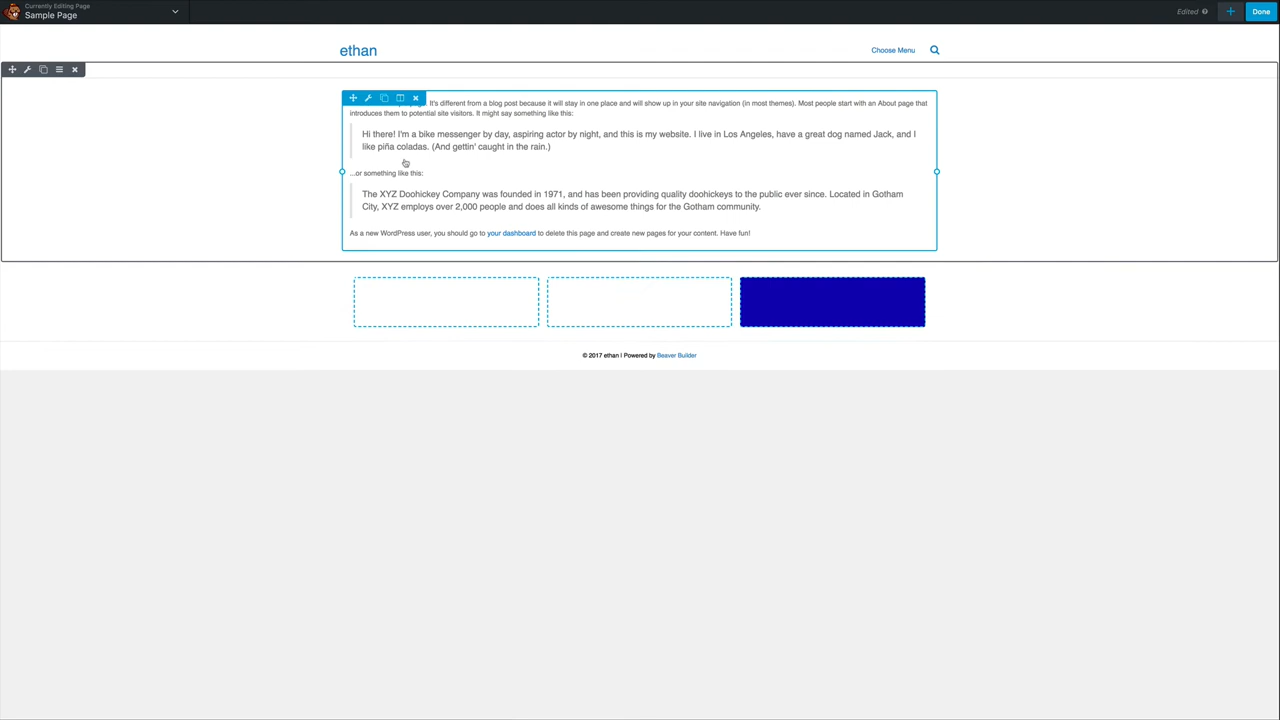 Currently Editing Page
Sample Page
Edited
Done
ethan
Choose Menu
It's different from a blog post because it will stay in one place and will show up in your site navigation (in most themes). Most people start with an About page that
introduces them to potential site visitors. It might say something like this:
Hi there! I'm a bike messenger by day, aspiring actor by night, and this is my website. I live in Los Angeles, have a great dog named Jack, and I
like piña coladas. (And gettin' caught in the rain.)
...or something like this:
The XYZ Doohickey Company was founded in 1971, and has been providing quality doohickeys to the public ever since. Located in Gotham
City, XYZ employs over 2,000 people and does all kinds of awesome things for the Gotham community.
As a new WordPress user, you should go to your dashboard to delete this page and create new pages for your content. Have fun!
© 2017 ethan | Powered by Beaver Builder